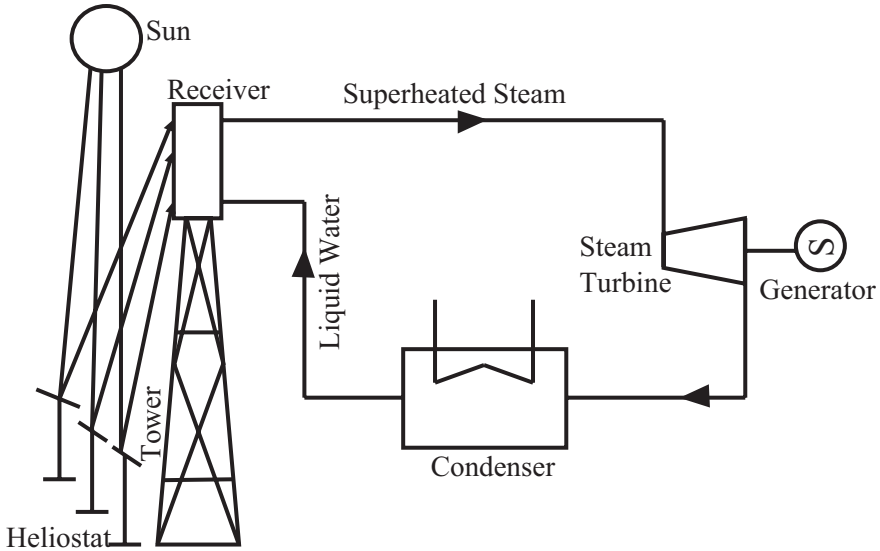 Sun
Receiver
Superheated Steam
Liquid Water
Steam
Turbine
S
Generator
Tower
Condenser
Heliostat